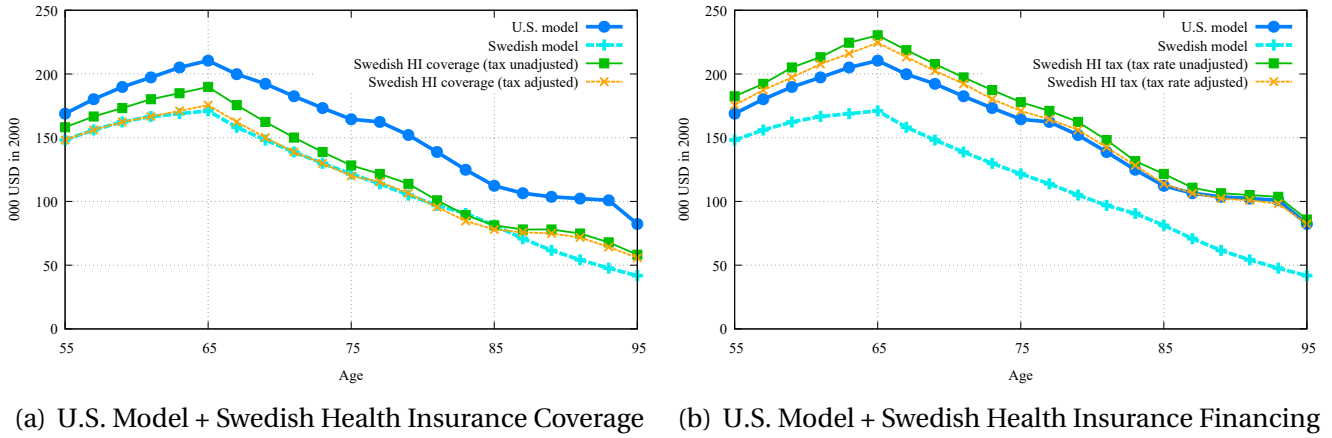 250
200
150
100
50
0
000 USD in 2000
55
65
75
85
95
Age
U.S. model
Swedish model
Swedish HI coverage (tax unadjusted)
Swedish HI coverage (tax adjusted)
(a) U.S. Model + Swedish Health Insurance Coverage
250
200
150
100
50
0
000 USD in 2000
55
65
75
85
95
Age
U.S. model
Swedish model
Swedish HI tax (tax rate unadjusted)
Swedish HI tax (tax rate adjusted)
(b) U.S. Model + Swedish Health Insurance Financing